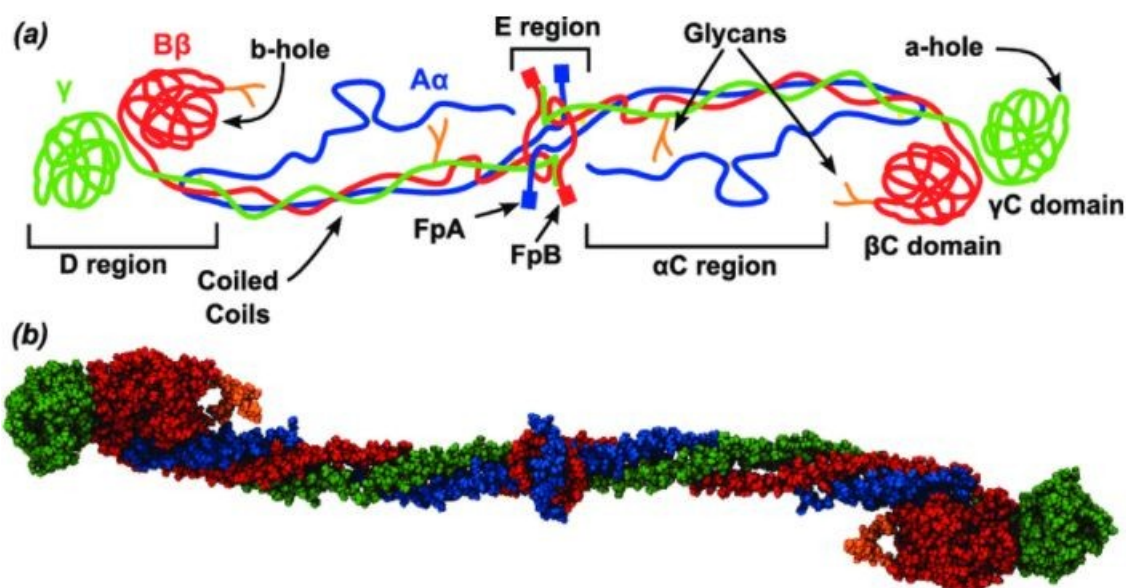 (a)
E region
Bβ
b-hole
Glycans
a-hole
γ
Aα
FpA
FpB
γC domain
βC domain
D region
αC region
Coiled
Coils
(b)